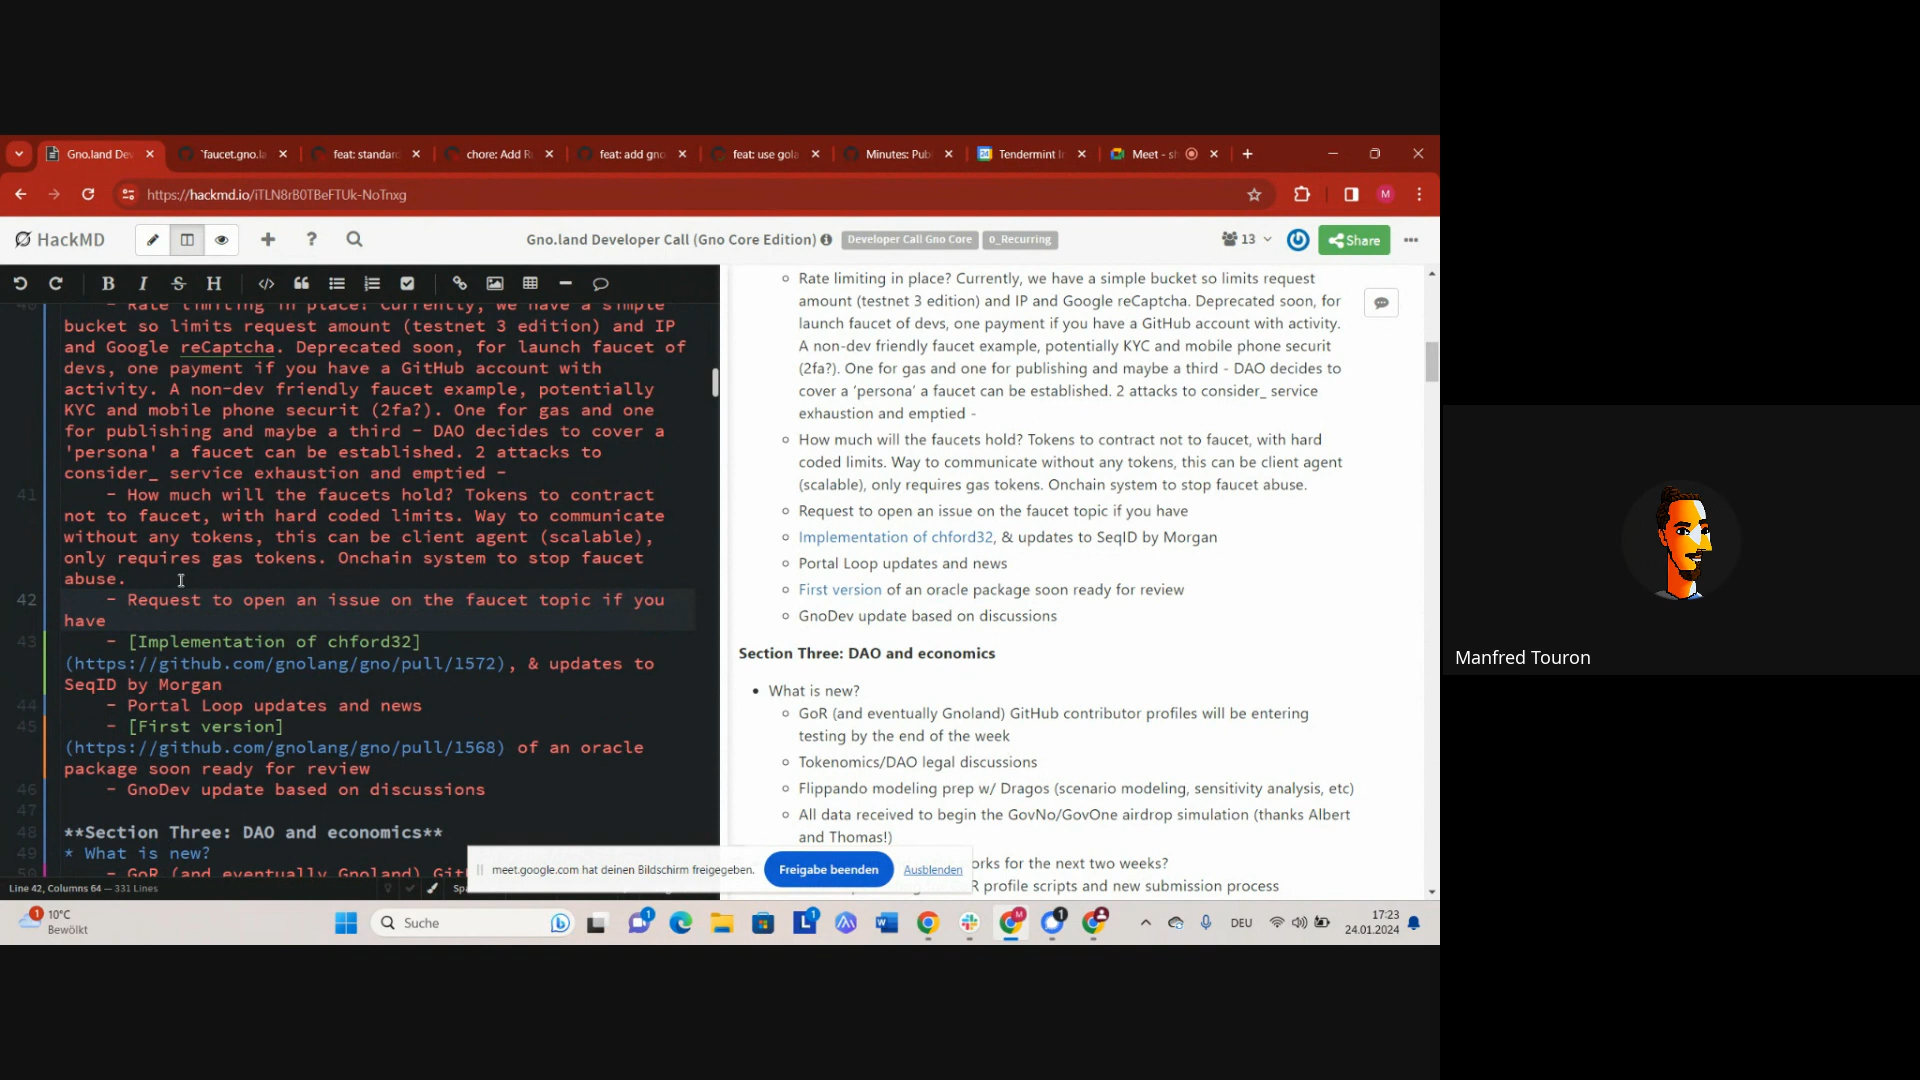 Gno.land De
`faucet.gno.la
feat: standard
chore: Add R
feat: add gno
feat: use gola
Minutes: Pub
Tendermint I
Meet - s
https://hackmd.io/iTLN8rB0TBeFTUk-NoTnxg
M
HackMD
Gno.land Developer Call (Gno Core Edition)
Developer Call Gno Core
0_Recurring
13
Share
40
- Rate limiting in place? Currently, we have a simple
bucket so limits request amount (testnet 3 edition) and IP
and Google reCaptcha. Deprecated soon, for launch faucet of
devs, one payment if you have a GitHub account with
activity. A non-dev friendly faucet example, potentially
KYC and mobile phone securit (2fa?). One for gas and one
for publishing and maybe a third - DAO decides to cover a
'persona' a faucet can be established. 2 attacks to
consider_ service exhaustion and emptied -
41
- How much will the faucets hold? Tokens to contract
not to faucet, with hard coded limits. Way to communicate
without any tokens, this can be client agent (scalable),
only requires gas tokens. Onchain system to stop faucet
abuse.
42
- Request to open an issue on the faucet topic if you
have
43
- [Implementation of chford32]
(https://github.com/gnolang/gno/pull/1572), & updates to
SeqID by Morgan
44
- Portal Loop updates and news
45
- [First version]
(https://github.com/gnolang/gno/pull/1568) of an oracle
package soon ready for review
46
- GnoDev update based on discussions
47
48
**Section Three: DAO and economics**
49
* What is new?
50
- GoR (and eventually Gnoland) Git
Line 42, Columns 64 — 331 Lines
Spa
Rate limiting in place? Currently, we have a simple bucket so limits request
amount (testnet 3 edition) and IP and Google reCaptcha. Deprecated soon, for
launch faucet of devs, one payment if you have a GitHub account with activity.
A non-dev friendly faucet example, potentially KYC and mobile phone securit
(2fa?). One for gas and one for publishing and maybe a third - DAO decides to
cover a ‘persona’ a faucet can be established. 2 attacks to consider_ service
exhaustion and emptied -
How much will the faucets hold? Tokens to contract not to faucet, with hard
coded limits. Way to communicate without any tokens, this can be client agent
(scalable), only requires gas tokens. Onchain system to stop faucet abuse.
Request to open an issue on the faucet topic if you have
Implementation of chford32, & updates to SeqID by Morgan
Portal Loop updates and news
First version of an oracle package soon ready for review
GnoDev update based on discussions
Section Three: DAO and economics
What is new?
GoR (and eventually Gnoland) GitHub contributor profiles will be entering
testing by the end of the week
Tokenomics/DAO legal discussions
Flippando modeling prep w/ Dragos (scenario modeling, sensitivity analysis, etc)
All data received to begin the GovNo/GovOne airdrop simulation (thanks Albert
and Thomas!)
orks for the next two weeks?
R profile scripts and new submission process
meet.google.com hat deinen Bildschirm freigegeben.
Freigabe beenden
Ausblenden
1
10°C
Bewölkt
Suche
1
1
M
1
DEU
17:23
24.01.2024
Manfred Touron